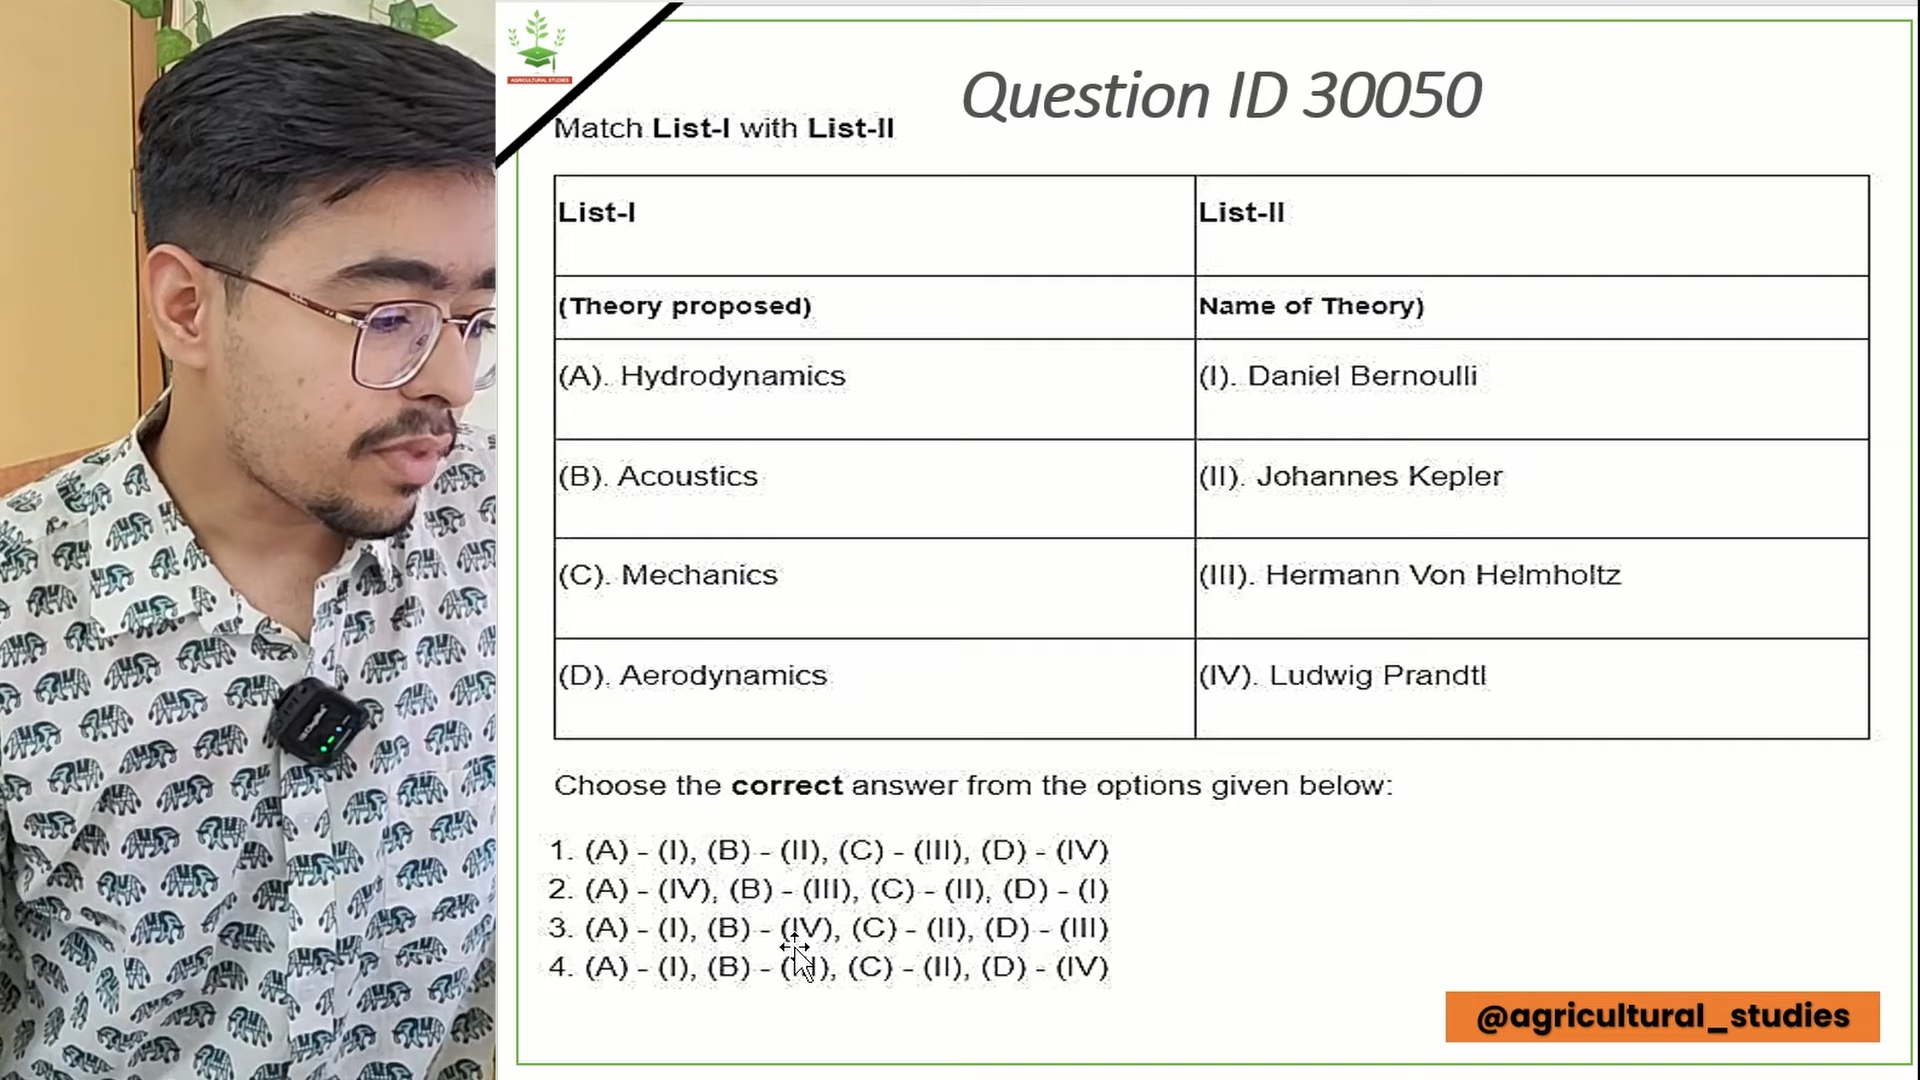 AGRICULTURAL STUDIES
Question ID 30050
Match List-I with List-II
List-I
List-II
(Theory proposed)
Name of Theory)
(A). Hydrodynamics
(I). Daniel Bernoulli
(B). Acoustics
(II). Johannes Kepler
(C). Mechanics
(III). Hermann Von Helmholtz
(D). Aerodynamics
(IV). Ludwig Prandtl
Choose the correct answer from the options given below:
1. (A) - (I), (B) - (II), (C) - (III), (D) - (IV)
2. (A) - (IV), (B) - (III), (C) - (II), (D) - (I)
3. (A) - (I), (B) - (IV), (C) - (II), (D) - (III)
4. (A) - (I), (B) - , (C) - (II), (D) - (IV)
@agricultural_studies